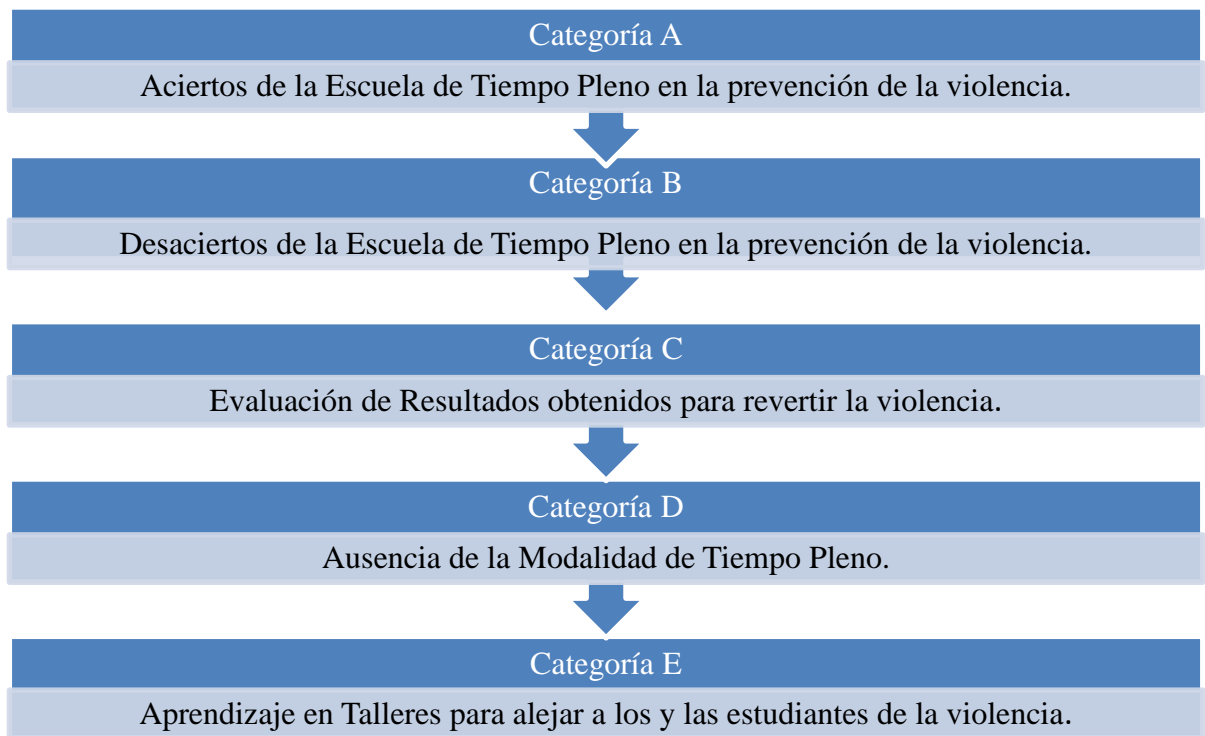 Categoría A
Aciertos de la Escuela de Tiempo Pleno en la prevención de la violencia.
Categoría B
Desaciertos de la Escuela de Tiempo Pleno en la prevención de la violencia.
Categoría C
Evaluación de Resultados obtenidos para revertir la violencia.
Categoría D
Ausencia de la Modalidad de Tiempo Pleno.
Categoría E
Aprendizaje en Talleres para alejar a los y las estudiantes de la violencia.